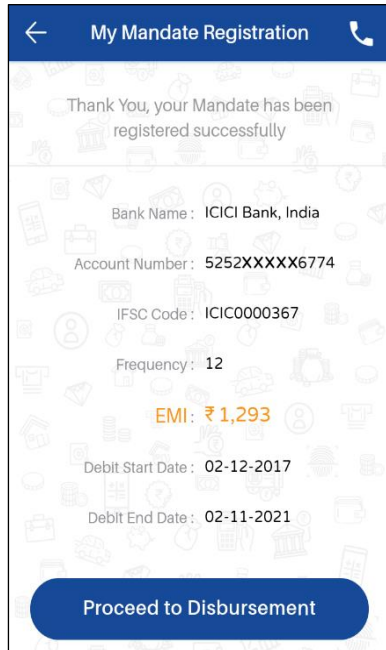 My Mandate Registration
Thank You, your Mandate has been
registered successfully
Bank Name : ICICI Bank, India
Account Number : 5252XXXXX6774
IFSC Code : ICIC0000367
Frequency : 12
EMI : ₹ 1,293
Debit Start Date : 02-12-2017
Debit End Date : 02-11-2021
Proceed to Disbursement